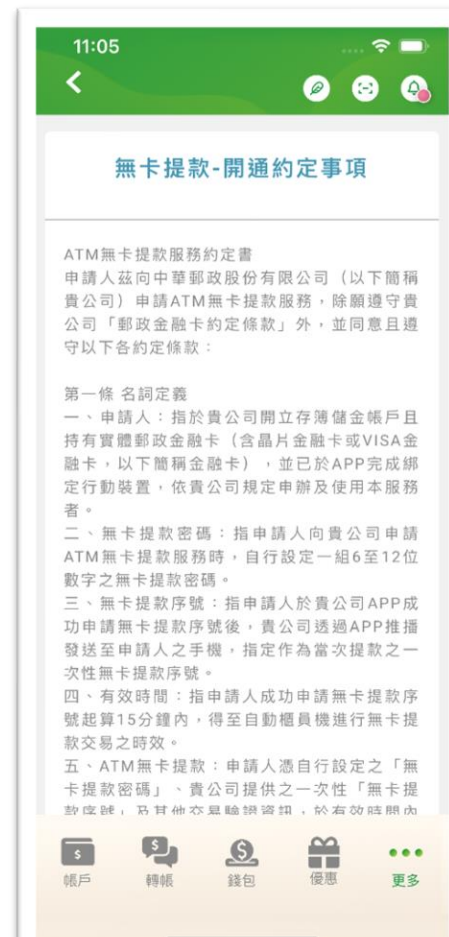 11:05
無卡提款-開通約定事項
ATM無卡提款服務約定書
申請人茲向中華郵政股份有限公司（以下簡稱
貴公司）申請ATM無卡提款服務，除願遵守貴
公司「郵政金融卡約定條款」外，並同意且遵
守以下各約定條款：
第一條 名詞定義
一、申請人：指於貴公司開立存簿儲金帳戶且
持有實體郵政金融卡（含晶片金融卡或VISA金
融卡，以下簡稱金融卡），並已於APP完成綁
定行動裝置，依貴公司規定申辦及使用本服務
者。
二、無卡提款密碼：指申請人向貴公司申請
ATM無卡提款服務時，自行設定一組6至12位
數字之無卡提款密碼。
三、無卡提款序號：指申請人於貴公司APP成
功申請無卡提款序號後，貴公司透過APP推播
發送至申請人之手機，指定作為當次提款之一
次性無卡提款序號。
四、有效時間：指申請人成功申請無卡提款序
號起算15分鐘內，得至自動櫃員機進行無卡提
款交易之時效。
五、ATM無卡提款：申請人憑自行設定之「無
卡提款密碼」、貴公司提供之一次性「無卡提
款序號」及其他交易驗證資訊，於有效時間內
帳戶
轉帳
錢包
優惠
更多